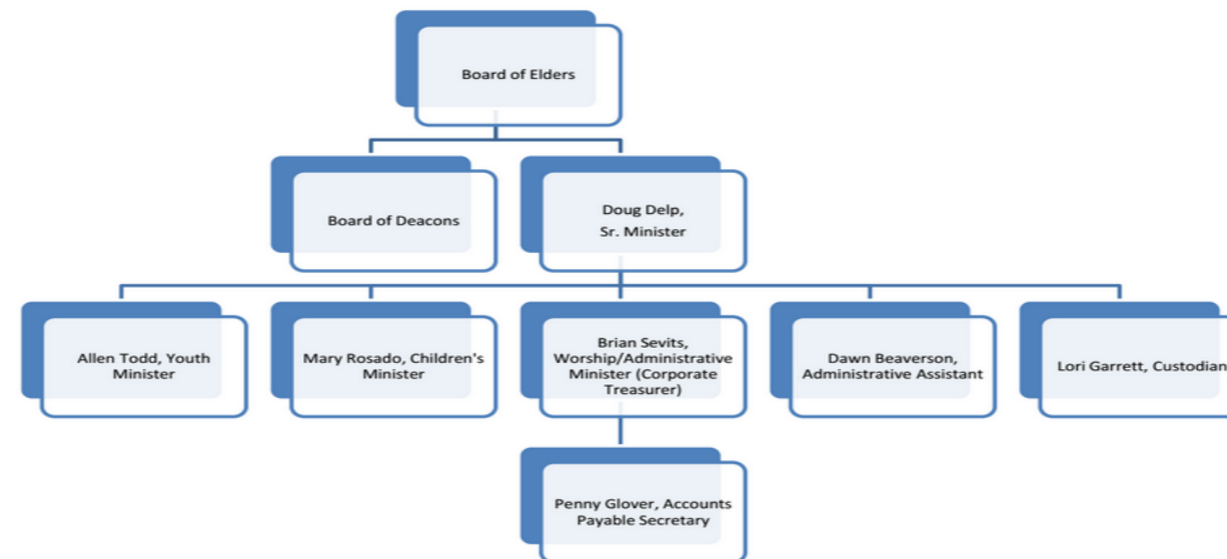 Board of Elders
Board of Deacons
Doug Delp,
Sr. Minister
Allen Todd, Youth
Minister
Mary Rosado, Children's
Minister
Brian Sevits,
Worship/Administrative
Minister (Corporate
Treasurer)
Dawn Beaverson,
Administrative Assistant
Lori Garrett, Custodian
Penny Glover, Accounts
Payable Secretary